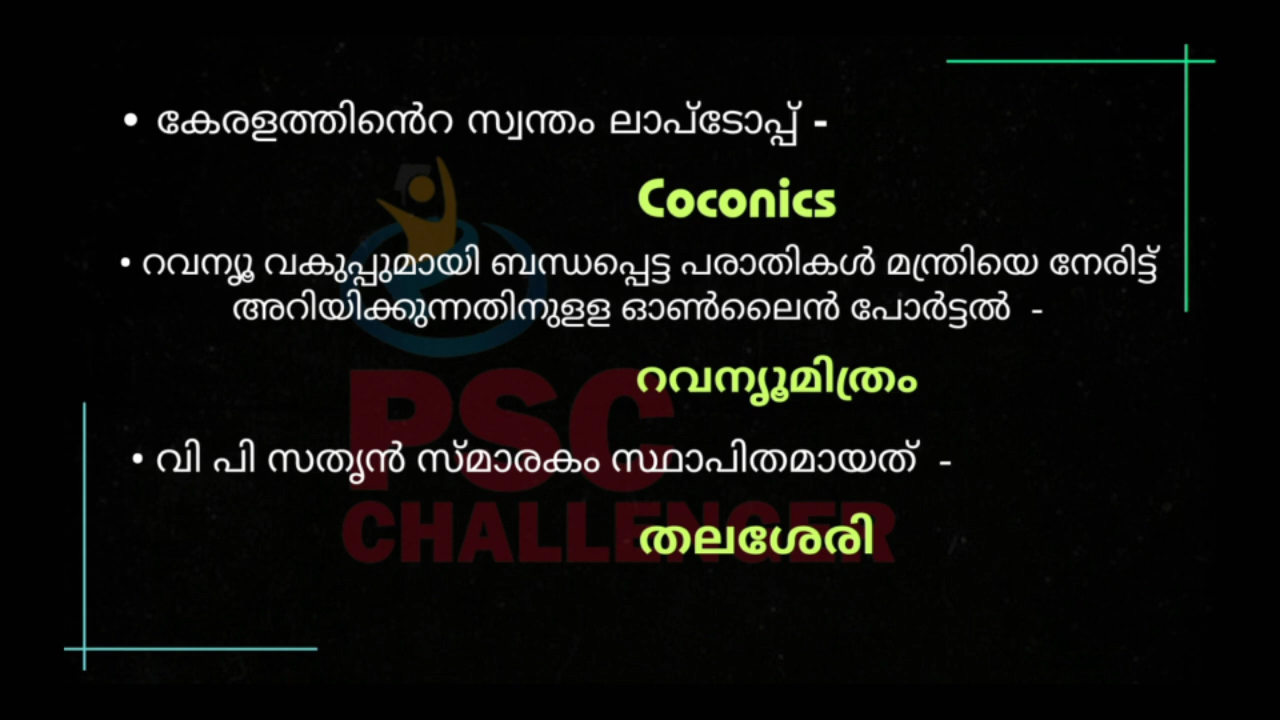 • കേരളത്തിൻെറ സ്വന്തം ലാപ്ടോപ്പ് -
Coconics
• റവന്യൂ വകുപ്പുമായി ബന്ധപ്പെട്ട പരാതികൾ മന്ത്രിയെ നേരിട്ട്
അറിയിക്കുന്നതിനുളള ഓൺലൈൻ പോർട്ടൽ -
റവന്യൂമിത്രം
• വി പി സത്യൻ സ്മാരകം സ്ഥാപിതമായത് -
തലശേരി
PSC
CHALLENGER